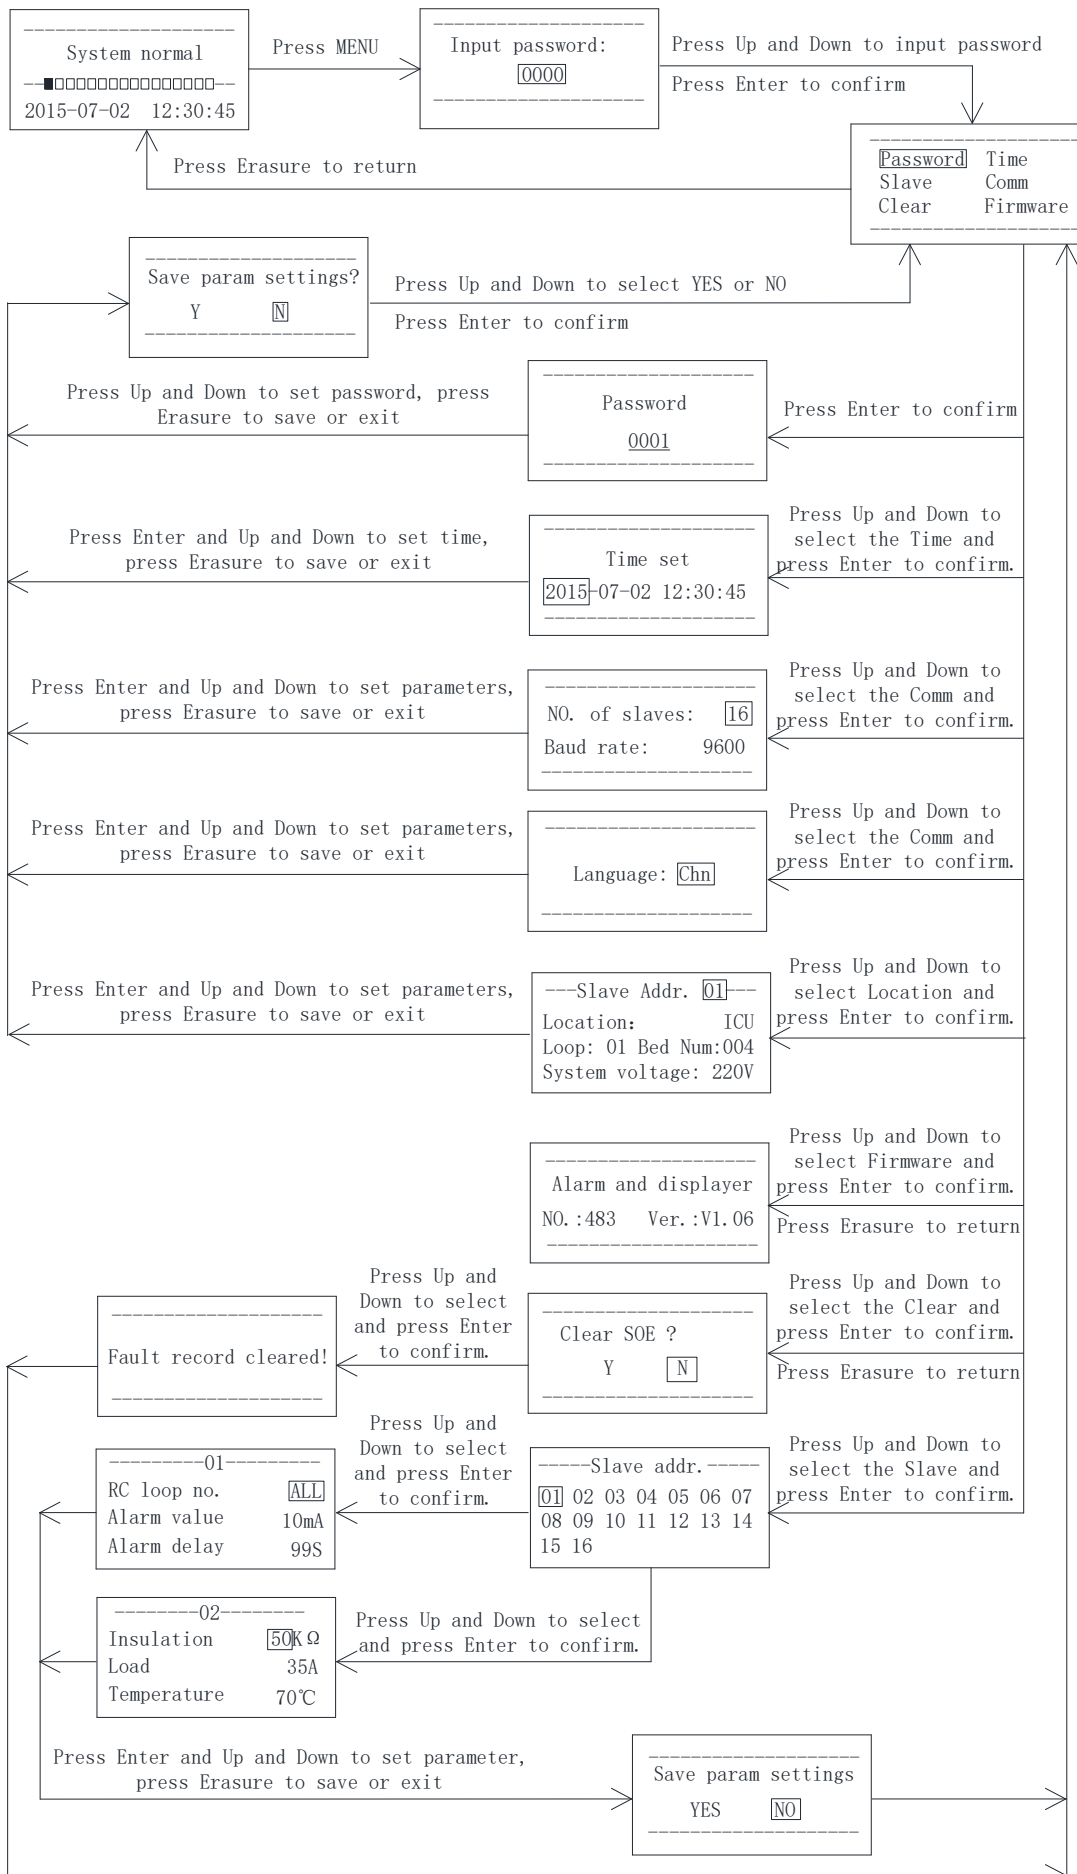 System normal
2015-07-02 12:30:45
Press MENU
Input password:
0000
Press Up and Down to input password
Press Enter to confirm
Press Erasure to return
Password Time
Slave Comm
Clear Firmware
Save param settings?
Y N
Press Up and Down to select YES or NO
Press Enter to confirm
Press Up and Down to set password, press
Erasure to save or exit
Password
0001
Press Enter to confirm
Press Enter and Up and Down to set time,
press Erasure to save or exit
Time set
2015-07-02 12:30:45
Press Up and Down to
select the Time and
press Enter to confirm.
Press Enter and Up and Down to set parameters,
press Erasure to save or exit
NO. of slaves: 16
Baud rate: 9600
Press Up and Down to
select the Comm and
press Enter to confirm.
Press Enter and Up and Down to set parameters,
press Erasure to save or exit
Language: Chn
Press Up and Down to
select the Comm and
press Enter to confirm.
Press Enter and Up and Down to set parameters,
press Erasure to save or exit
---Slave Addr. 01---
Location: ICU
Loop: 01 Bed Num:004
System voltage: 220V
Press Up and Down to
select Location and
press Enter to confirm.
Alarm and displayer
NO.:483 Ver.:V1.06
Press Up and Down to
select Firmware and
press Enter to confirm.
Press Erasure to return
Fault record cleared!
Press Up and
Down to select
and press Enter
to confirm.
Clear SOE ?
Y N
Press Up and Down to
select the Clear and
press Enter to confirm.
Press Erasure to return
---------01---------
RC loop no. ALL
Alarm value 10mA
Alarm delay 99S
Press Up and
Down to select
and press Enter
to confirm.
-----Slave addr.-----
01 02 03 04 05 06 07
08 09 10 11 12 13 14
15 16
Press Up and Down to
select the Slave and
press Enter to confirm.
--------02--------
Insulation 50KΩ
Load 35A
Temperature 70℃
Press Up and Down to select
and press Enter to confirm.
Press Enter and Up and Down to set parameter,
press Erasure to save or exit
Save param settings
YES NO